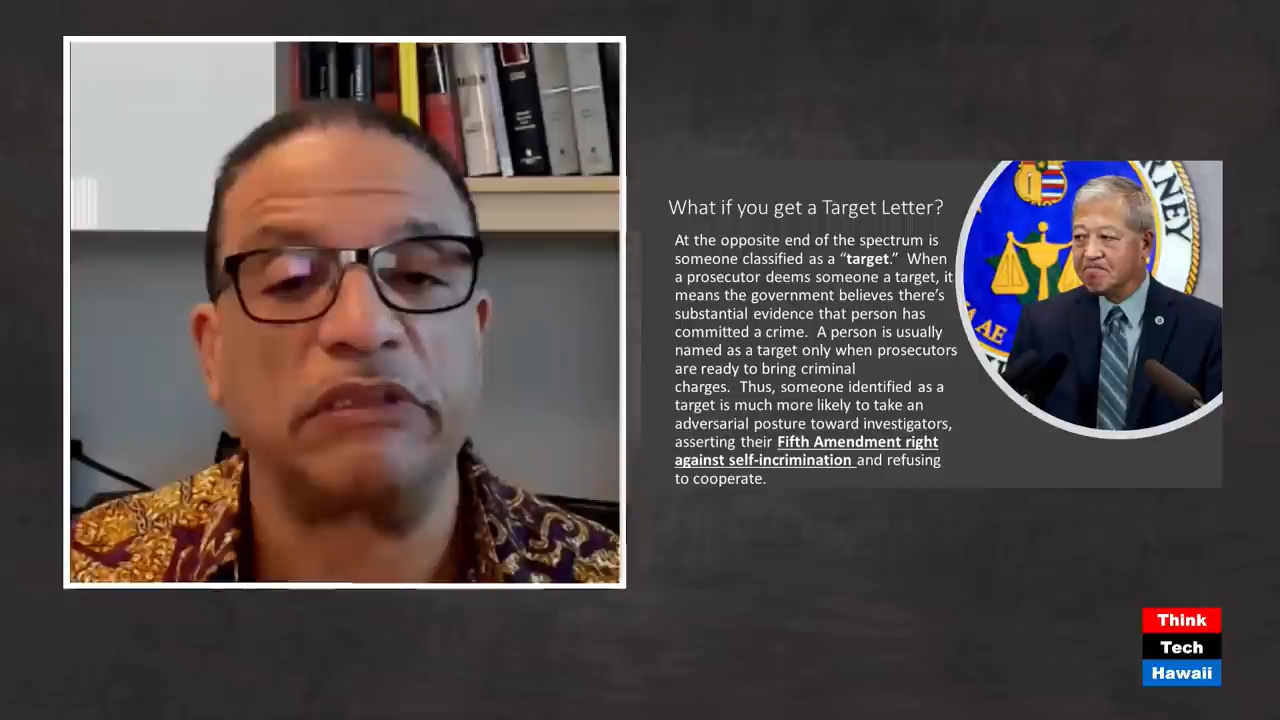 What if you get a Target Letter?
At the opposite end of the spectrum is
someone classified as a “target.”  When
a prosecutor deems someone a target, it
means the government believes there’s
substantial evidence that person has
committed a crime.  A person is usually
named as a target only when prosecutors
are ready to bring criminal
charges.  Thus, someone identified as a
target is much more likely to take an
adversarial posture toward investigators,
asserting their Fifth Amendment right
against self-incrimination and refusing
to cooperate.
Think
Tech
Hawaii